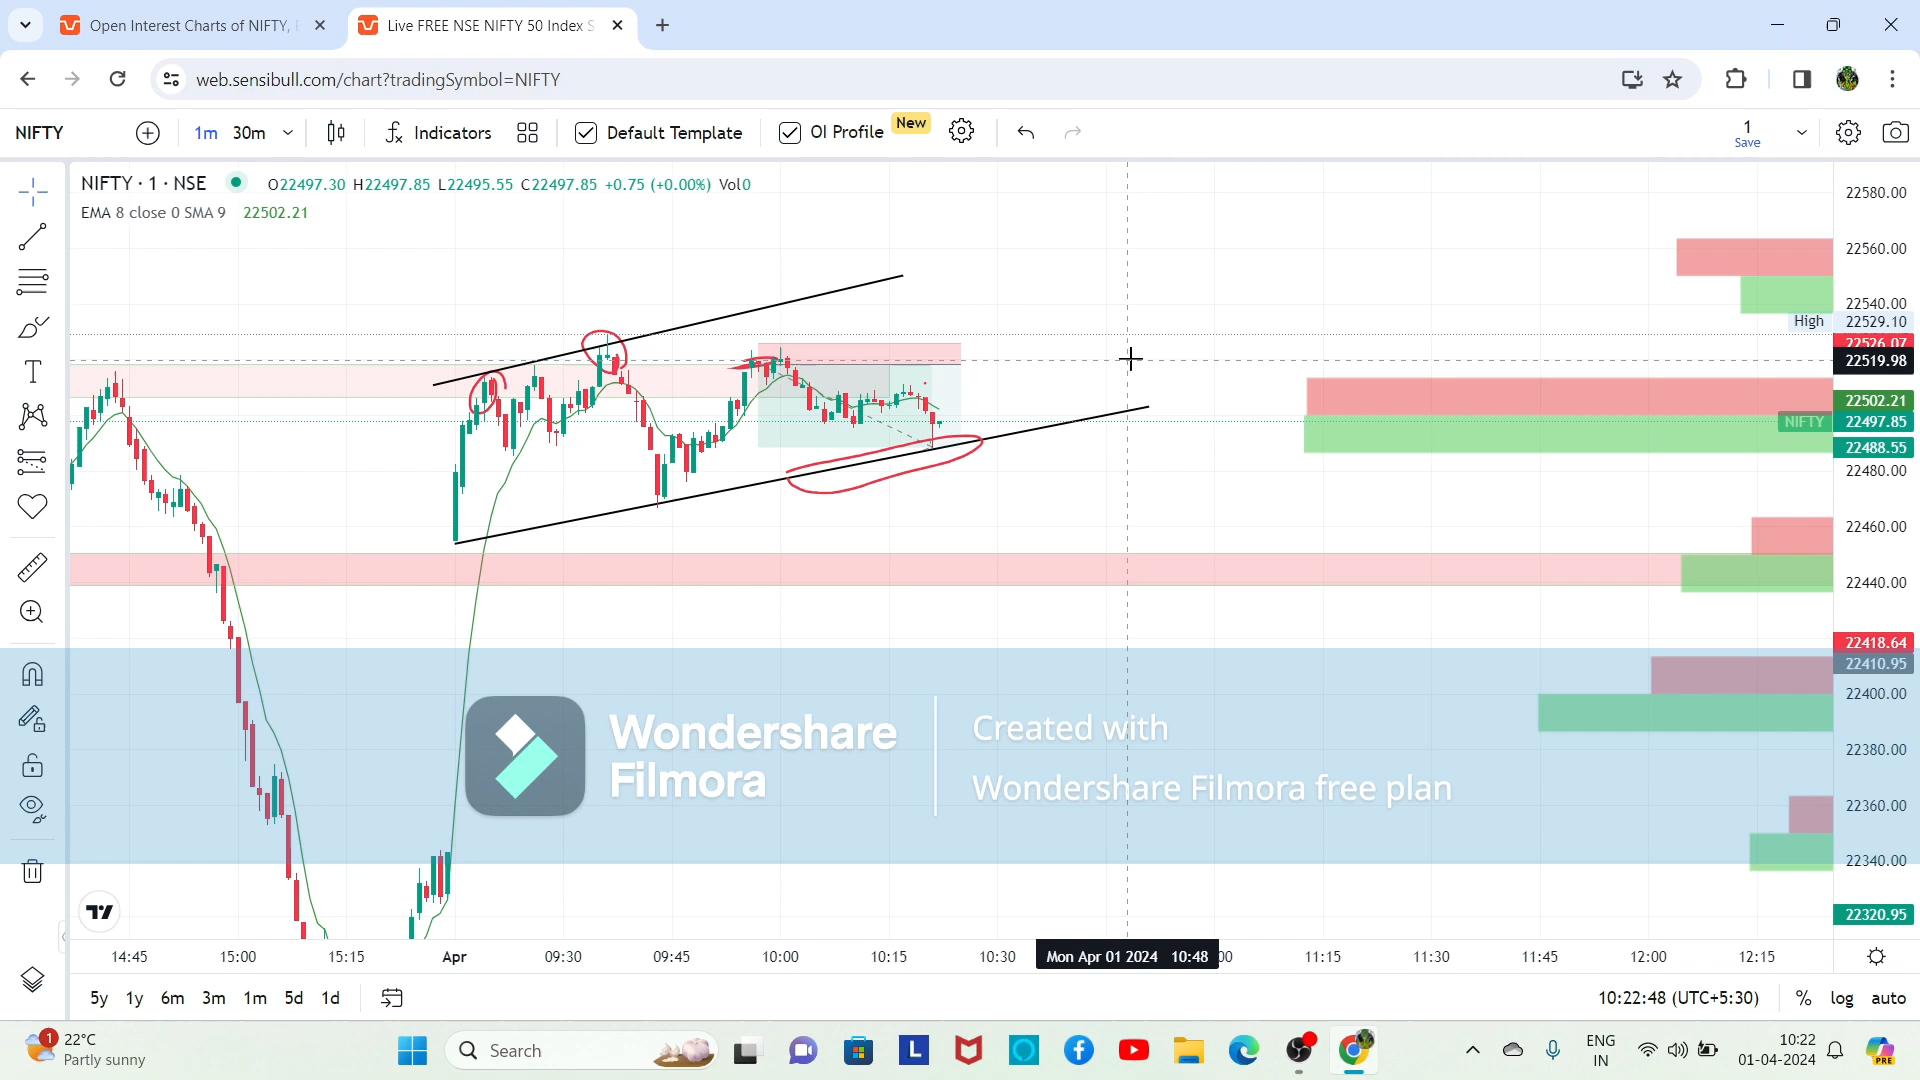 Open Interest Charts of NIFTY,
Live FREE NSE NIFTY 50 Index S
web.sensibull.com/chart?tradingSymbol=NIFTY
NIFTY
1m 30m
Indicators
Default Template
OI Profile
New
1
Save
NIFTY · 1 · NSE
O22497.30 H22497.85 L22495.55 C22497.85 +0.75 (+0.00%) Vol0
EMA 8 close 0 SMA 9 22502.21
22580.00
22560.00
22540.00
High 22529.10
22526.07
22519.98
22502.21
NIFTY 22497.85
22488.55
22480.00
22460.00
22440.00
22418.64
22410.95
22400.00
22380.00
22360.00
22340.00
22320.95
Wondershare
Filmora
Created with
Wondershare Filmora free plan
14:45 15:00 15:15 Apr 09:30 09:45 10:00 10:15 10:30 Mon Apr 01 2024 10:48 00 11:15 11:30 11:45 12:00 12:15
5y 1y 6m 3m 1m 5d 1d
10:22:48 (UTC+5:30) % log auto
1
22°C
Partly sunny
Search
L
ENG
IN
10:22
01-04-2024
PRE